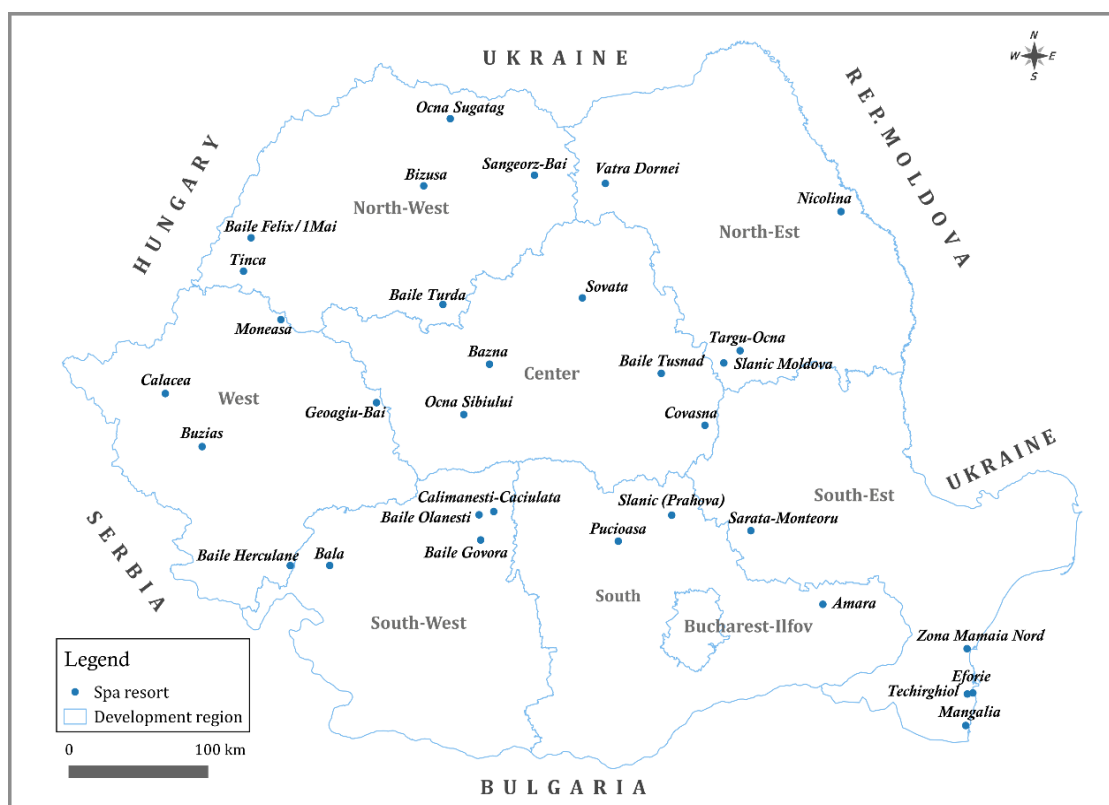 UKRAINE
N
W E
S
REP. MOLDOVA
HUNGARY
Ocna Sugatag
Sangeorz-Bai
Vatra Dornei
Bizusa
North-West
Nicolina
Baile Felix/1Mai
North-Est
Tinca
Sovata
Baile Turda
Moneasa
Targu-Ocna
Bazna
Center
Baile Tusnad
Slanic Moldova
Calacea
West
Geoagiu-Bai
Ocna Sibiului
Covasna
Buzias
UKRAINE
South-Est
Calimanesti-Caciulata
Slanic (Prahova)
Baile Olanesti
Pucioasa
Sarata-Monteoru
SERBIA
Baile Herculane
Bala
Baile Govora
South
Amara
South-West
Bucharest-Ilfov
Zona Mamaia Nord
Eforie
Techirghiol
Mangalia
Legend
Spa resort
Development region
0 100 km
BULGARIA